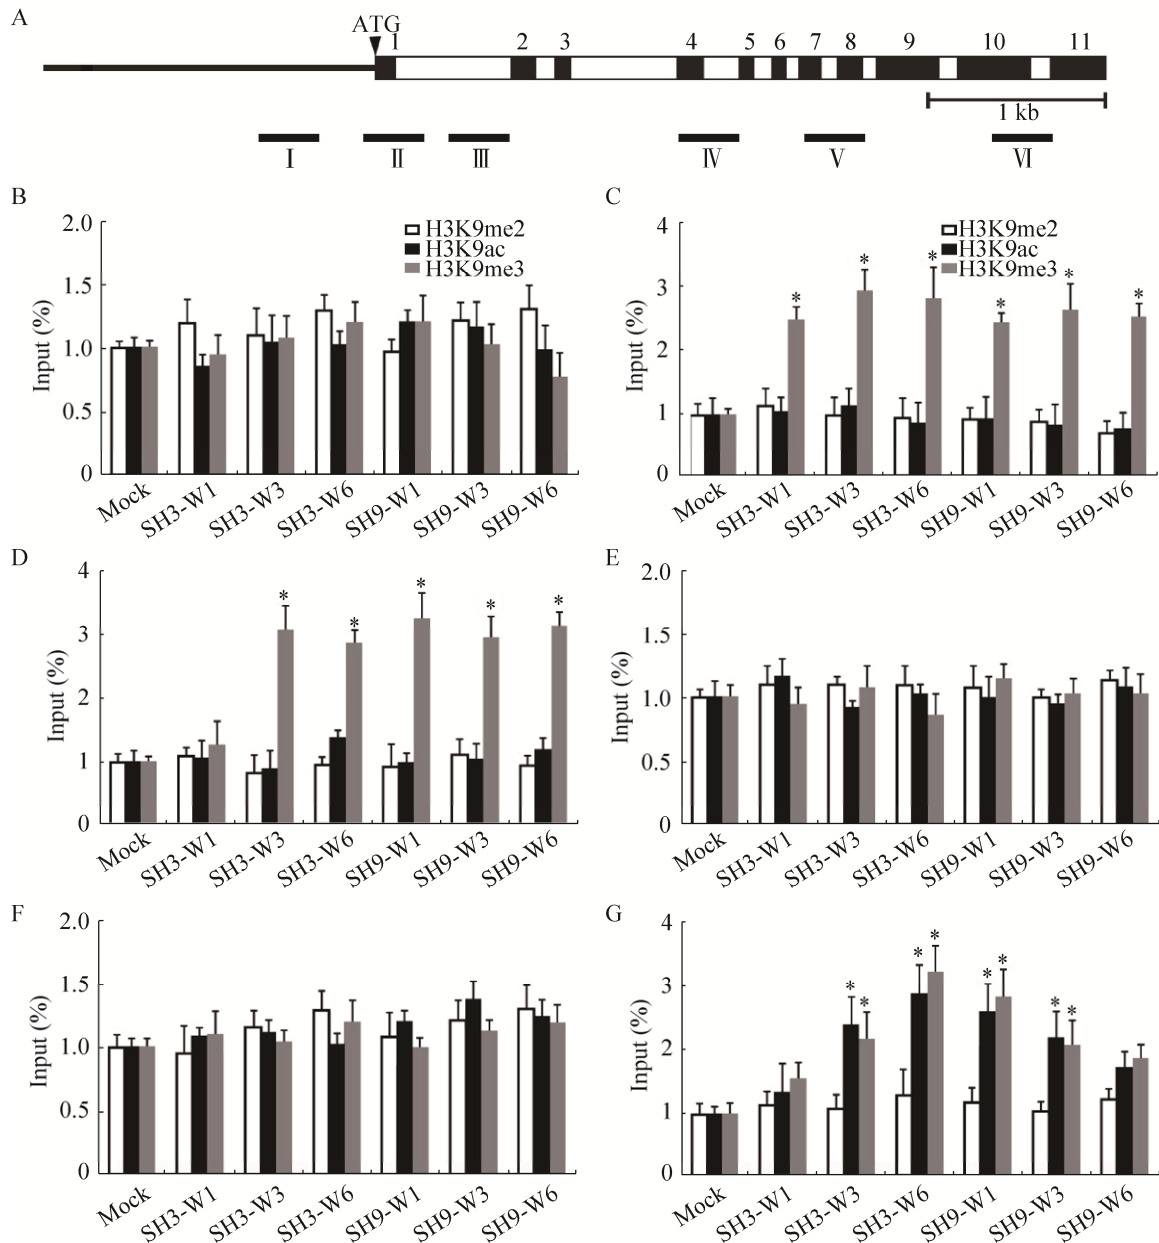 A
ATG
1 2 3 4 5 6 7 8 9 10 11
1 kb
Ⅰ Ⅱ Ⅲ Ⅳ Ⅴ Ⅵ
B
2.0
1.5
1.0
0.5
0
Input (%)
H3K9me2
H3K9ac
H3K9me3
Mock SH3-W1 SH3-W3 SH3-W6 SH9-W1 SH9-W3 SH9-W6
C
4
3
2
1
0
Input (%)
H3K9me2
H3K9ac
H3K9me3
* * * * * *
Mock SH3-W1 SH3-W3 SH3-W6 SH9-W1 SH9-W3 SH9-W6
D
4
3
2
1
0
Input (%)
* * * * *
Mock SH3-W1 SH3-W3 SH3-W6 SH9-W1 SH9-W3 SH9-W6
E
2.0
1.5
1.0
0.5
0
Input (%)
Mock SH3-W1 SH3-W3 SH3-W6 SH9-W1 SH9-W3 SH9-W6
F
2.0
1.5
1.0
0.5
0
Input (%)
Mock SH3-W1 SH3-W3 SH3-W6 SH9-W1 SH9-W3 SH9-W6
G
4
3
2
1
0
Input (%)
* * * * * * * *
Mock SH3-W1 SH3-W3 SH3-W6 SH9-W1 SH9-W3 SH9-W6